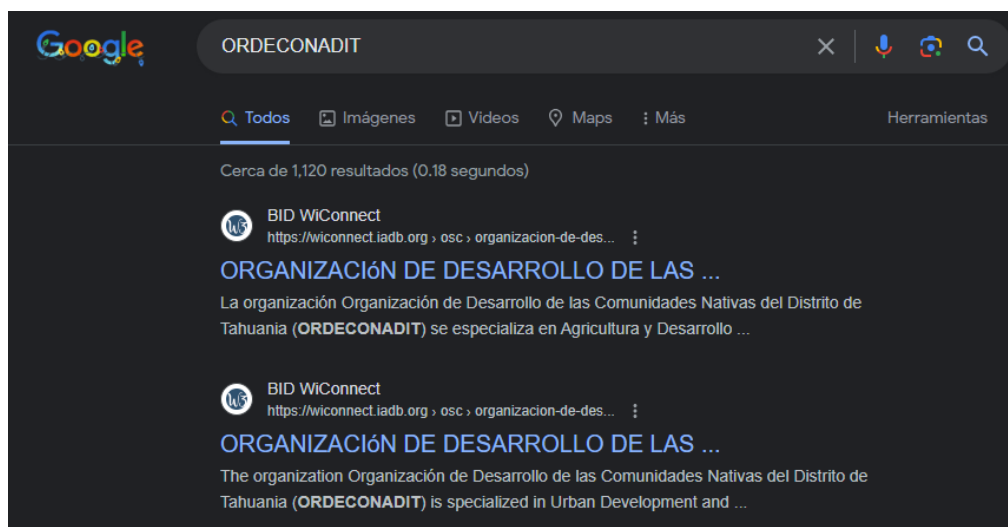 Google
ORDECONADIT
Todos Imágenes Videos Maps Más Herramientas
Cerca de 1,120 resultados (0.18 segundos)
BID WiConnect
https://wiconnect.iadb.org › osc › organizacion-de-des...
ORGANIZACIóN DE DESARROLLO DE LAS ...
La organización Organización de Desarrollo de las Comunidades Nativas del Distrito de
Tahuania (ORDECONADIT) se especializa en Agricultura y Desarrollo ...
BID WiConnect
https://wiconnect.iadb.org › osc › organizacion-de-des...
ORGANIZACIóN DE DESARROLLO DE LAS ...
The organization Organización de Desarrollo de las Comunidades Nativas del Distrito de
Tahuania (ORDECONADIT) is specialized in Urban Development and ...